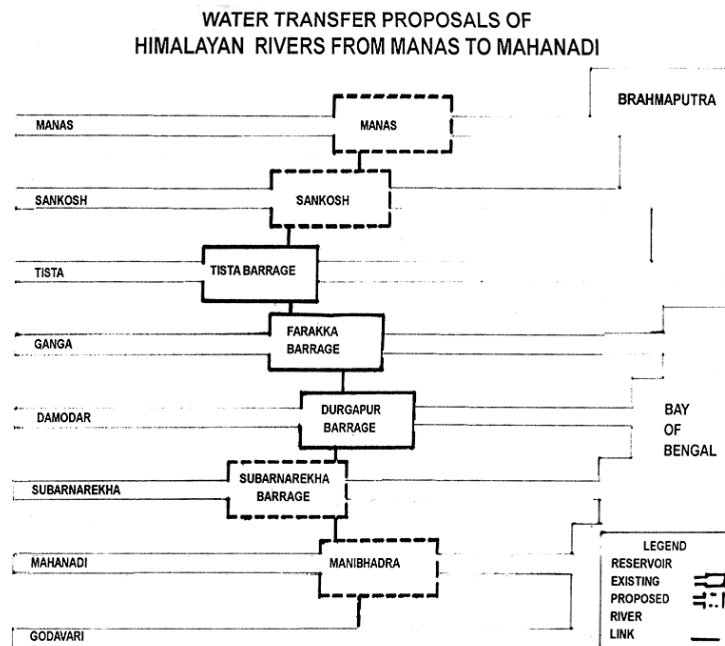 WATER TRANSFER PROPOSALS OF
HIMALAYAN RIVERS FROM MANAS TO MAHANADI
BRAHMAPUTRA
MANAS
MANAS
SANKOSH
SANKOSH
TISTA BARRAGE
TISTA
FARAKKA
BARRAGE
GANGA
DURGAPUR
BARRAGE
DAMODAR
BAY
OF
BENGAL
SUBARNAREKHA
BARRAGE
SUBARNAREKHA
MAHANADI
MANIBHADRA
GODAVARI
LEGEND
RESERVOIR
EXISTING
PROPOSED
RIVER
LINK